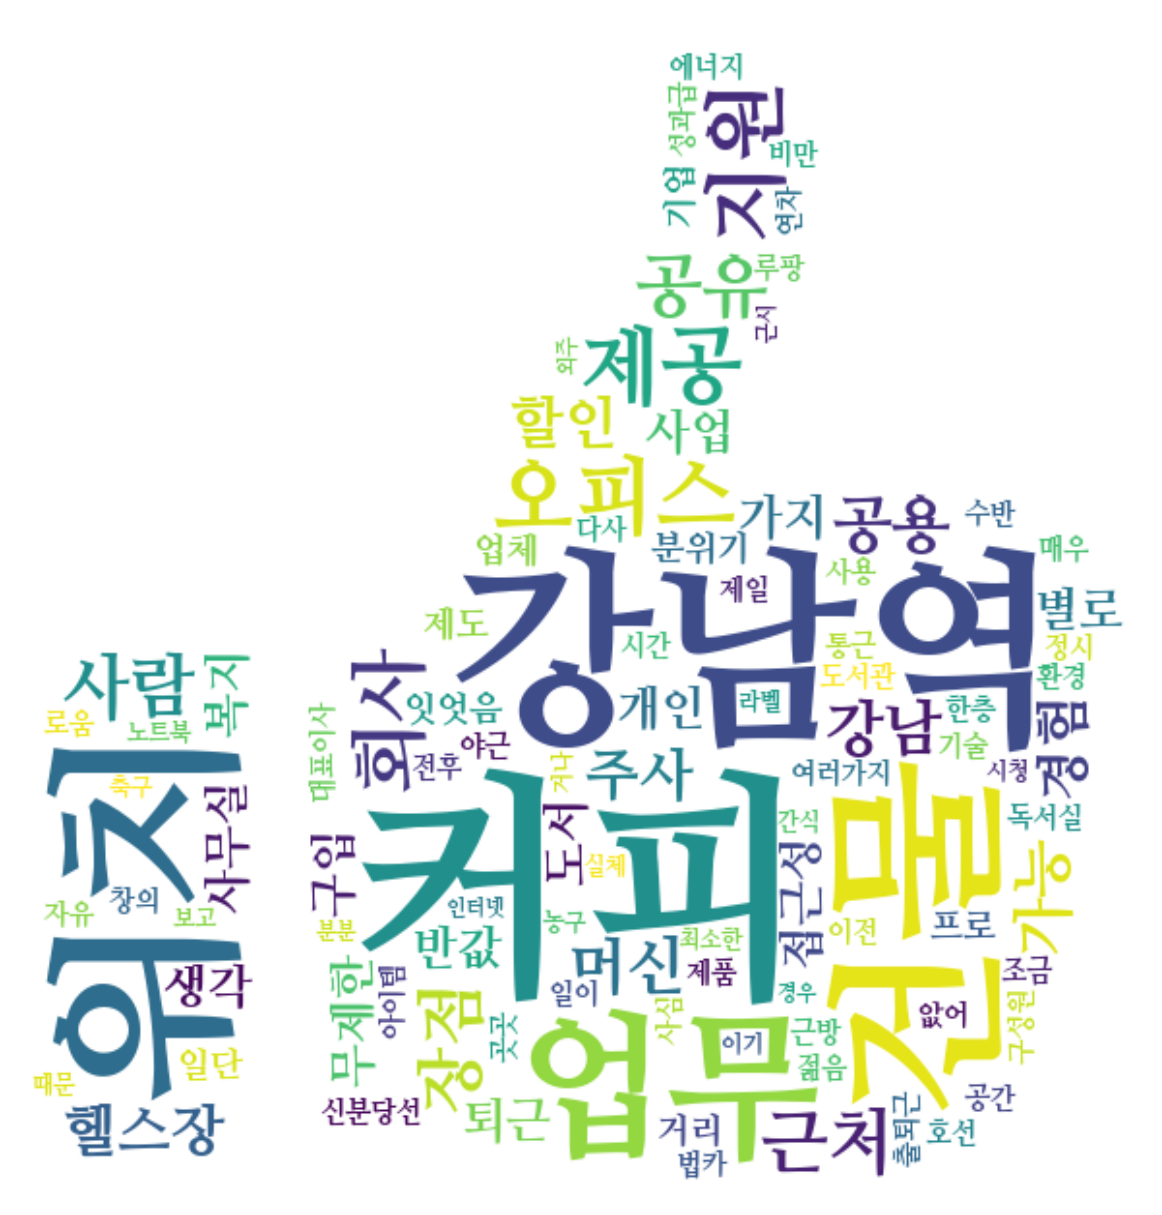 에너지
성과급
지원
비만
기업
연차
공유
루팡
근시
외주
제공
할인
사업
오피스
가지
공용
수반
다사
업체
분위기
매우
강남역
제일
사용
별로
제도
시간
통근
정시
사람
복지
회사
도서관
환경
로움
노트북
대표이사
잇엇음
개인
라벨
강남
한층
경험
위치
전후
야근
주사
거나
여러가지
기술
시청
축구
사무실
커피
건물
구입
도서
간식
독서실
실체
접근성
가능
자유
창의
보고
인터넷
분분
반값
농구
최소한
이전
프로
생각
무제한
아이템
장점
머신
제품
조금
일이
경우
곳곳
사심
없어
구성원
업무
이기
근방
젊음
때문
일단
헬스장
신분당선
퇴근
거리
법카
근처
출퇴근
호선
공간